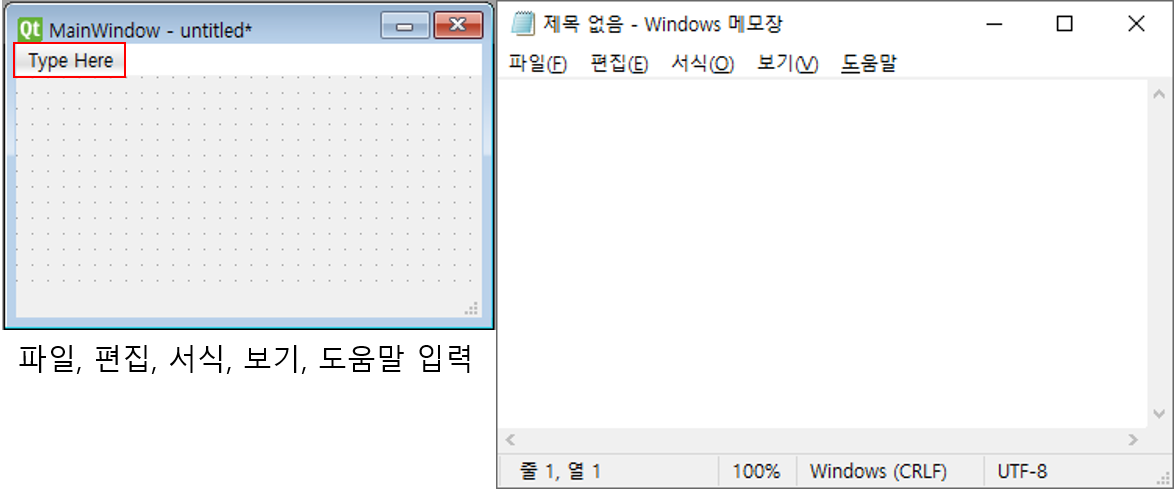 Qt MainWindow - untitled*
Type Here
파일, 편집, 서식, 보기, 도움말 입력
제목 없음 - Windows 메모장
파일(F) 편집(E) 서식(O) 보기(V) 도움말
줄 1, 열 1 100% Windows (CRLF) UTF-8